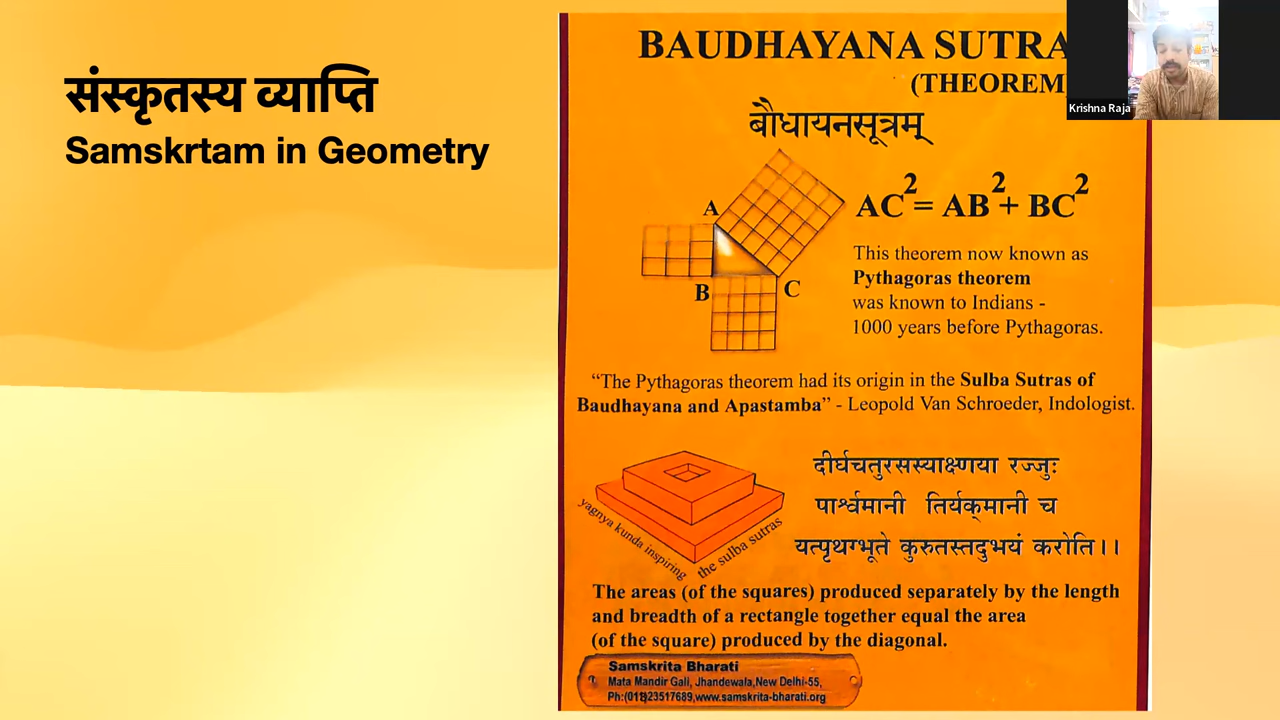 संस्कृतस्य व्याप्ति
Samskrtam in Geometry
BAUDHAYANA SUTRA
(THEOREM
Krishna Raja
बौधायनसूत्रम्
A
B
C
AC²= AB²+ BC²
This theorem now known as
Pythagoras theorem
was known to Indians -
1000 years before Pythagoras.
“The Pythagoras theorem had its origin in the Sulba Sutras of
Baudhayana and Apastamba” - Leopold Van Schroeder, Indologist.
yagnya kunda inspiring
the sulba sutras
दीर्घचतुरसस्याक्ष्णया रज्जुः
पार्श्वमानी तिर्यक्‌मानी च
यत्पृथग्भूते कुरुतस्तदुभयं करोति।।
The areas (of the squares) produced separately by the length
and breadth of a rectangle together equal the area
(of the square) produced by the diagonal.
Samskrita Bharati
Mata Mandir Gali, Jhandewala,New Delhi-55,
www.samskrita-bharati.org